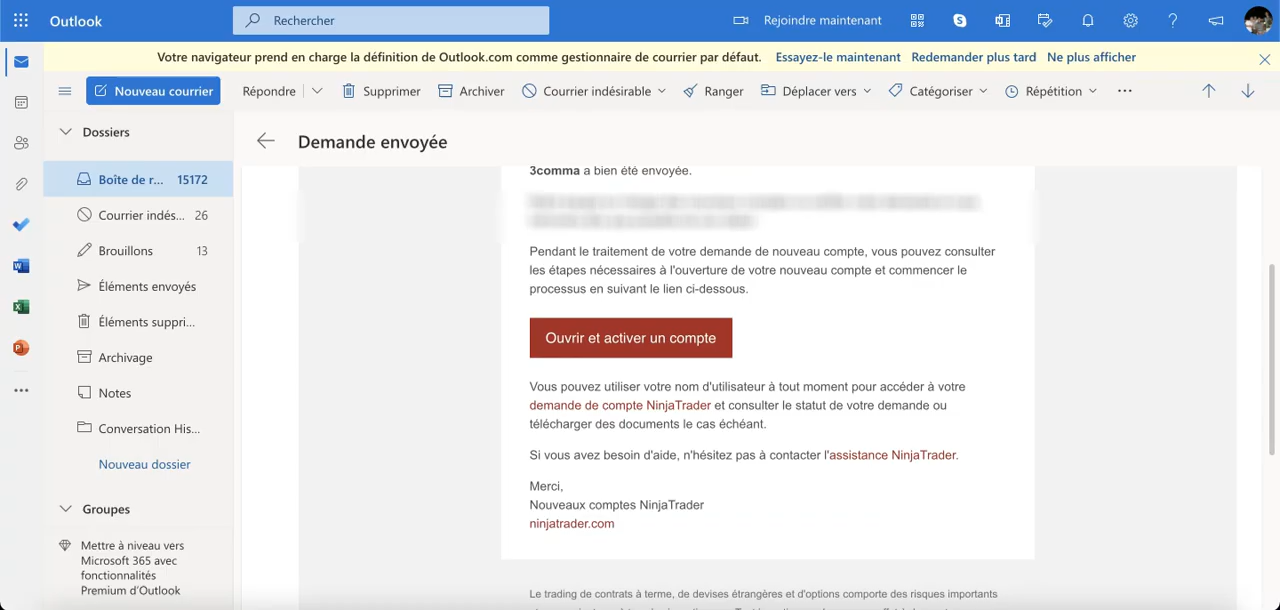 Outlook
Rechercher
Rejoindre maintenant
Votre navigateur prend en charge la définition de Outlook.com comme gestionnaire de courrier par défaut. Essayez-le maintenant Redemander plus tard Ne plus afficher
Nouveau courrier
Répondre
Supprimer
Archiver
Courrier indésirable
Ranger
Déplacer vers
Catégoriser
Répétition
Dossiers
Boîte de r... 15172
Courrier indés... 26
Brouillons 13
Éléments envoyés
Éléments suppri...
Archivage
Notes
Conversation His...
Nouveau dossier
Groupes
Mettre à niveau vers
Microsoft 365 avec
fonctionnalités
Premium d'Outlook
Demande envoyée
3comma a bien été envoyée.
Pendant le traitement de votre demande de nouveau compte, vous pouvez consulter
les étapes nécessaires à l'ouverture de votre nouveau compte et commencer le
processus en suivant le lien ci-dessous.
Ouvrir et activer un compte
Vous pouvez utiliser votre nom d'utilisateur à tout moment pour accéder à votre
demande de compte NinjaTrader et consulter le statut de votre demande ou
télécharger des documents le cas échéant.
Si vous avez besoin d'aide, n'hésitez pas à contacter l'assistance NinjaTrader.
Merci,
Nouveaux comptes NinjaTrader
ninjatrader.com
Le trading de contrats à terme, de devises étrangères et d'options comporte des risques importants